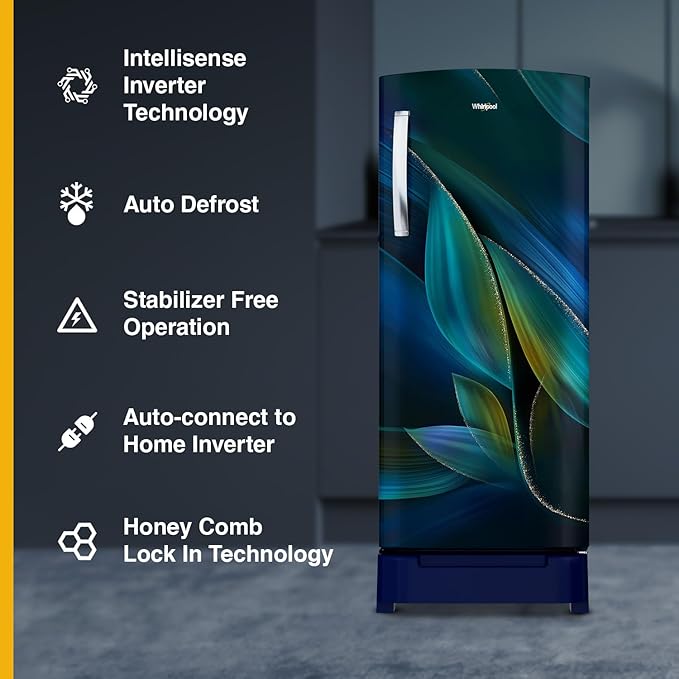 Intellisense
Inverter
Technology
Auto Defrost
Stabilizer Free
Operation
Auto-connect to
Home Inverter
Honey Comb
Lock In Technology
Whirlpool